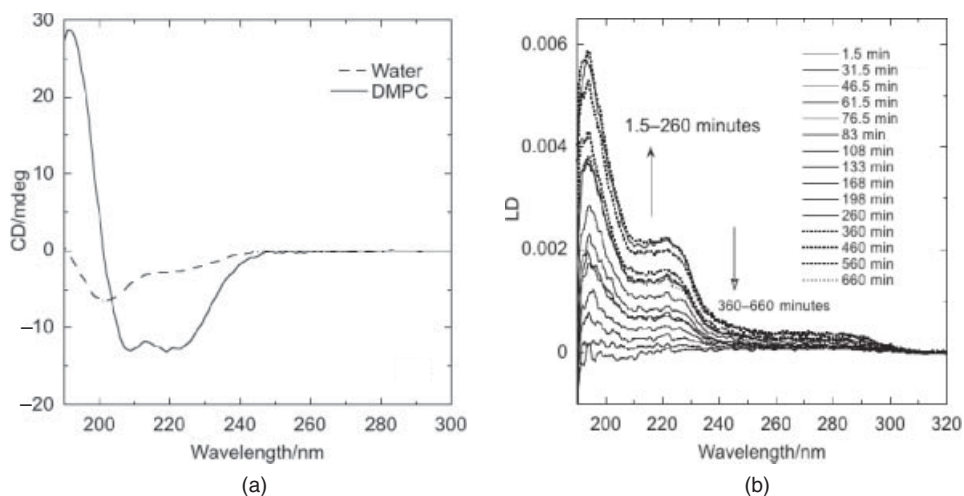 30
20
10
0
−10
−20
CD/mdeg
Water
DMPC
200
220
240
260
280
300
Wavelength/nm
(a)
0.006
0.004
0.002
0
LD
1.5–260 minutes
360–660 minutes
1.5 min
31.5 min
46.5 min
61.5 min
76.5 min
83 min
108 min
133 min
168 min
198 min
260 min
360 min
460 min
560 min
660 min
200
220
240
260
280
300
320
Wavelength/nm
(b)